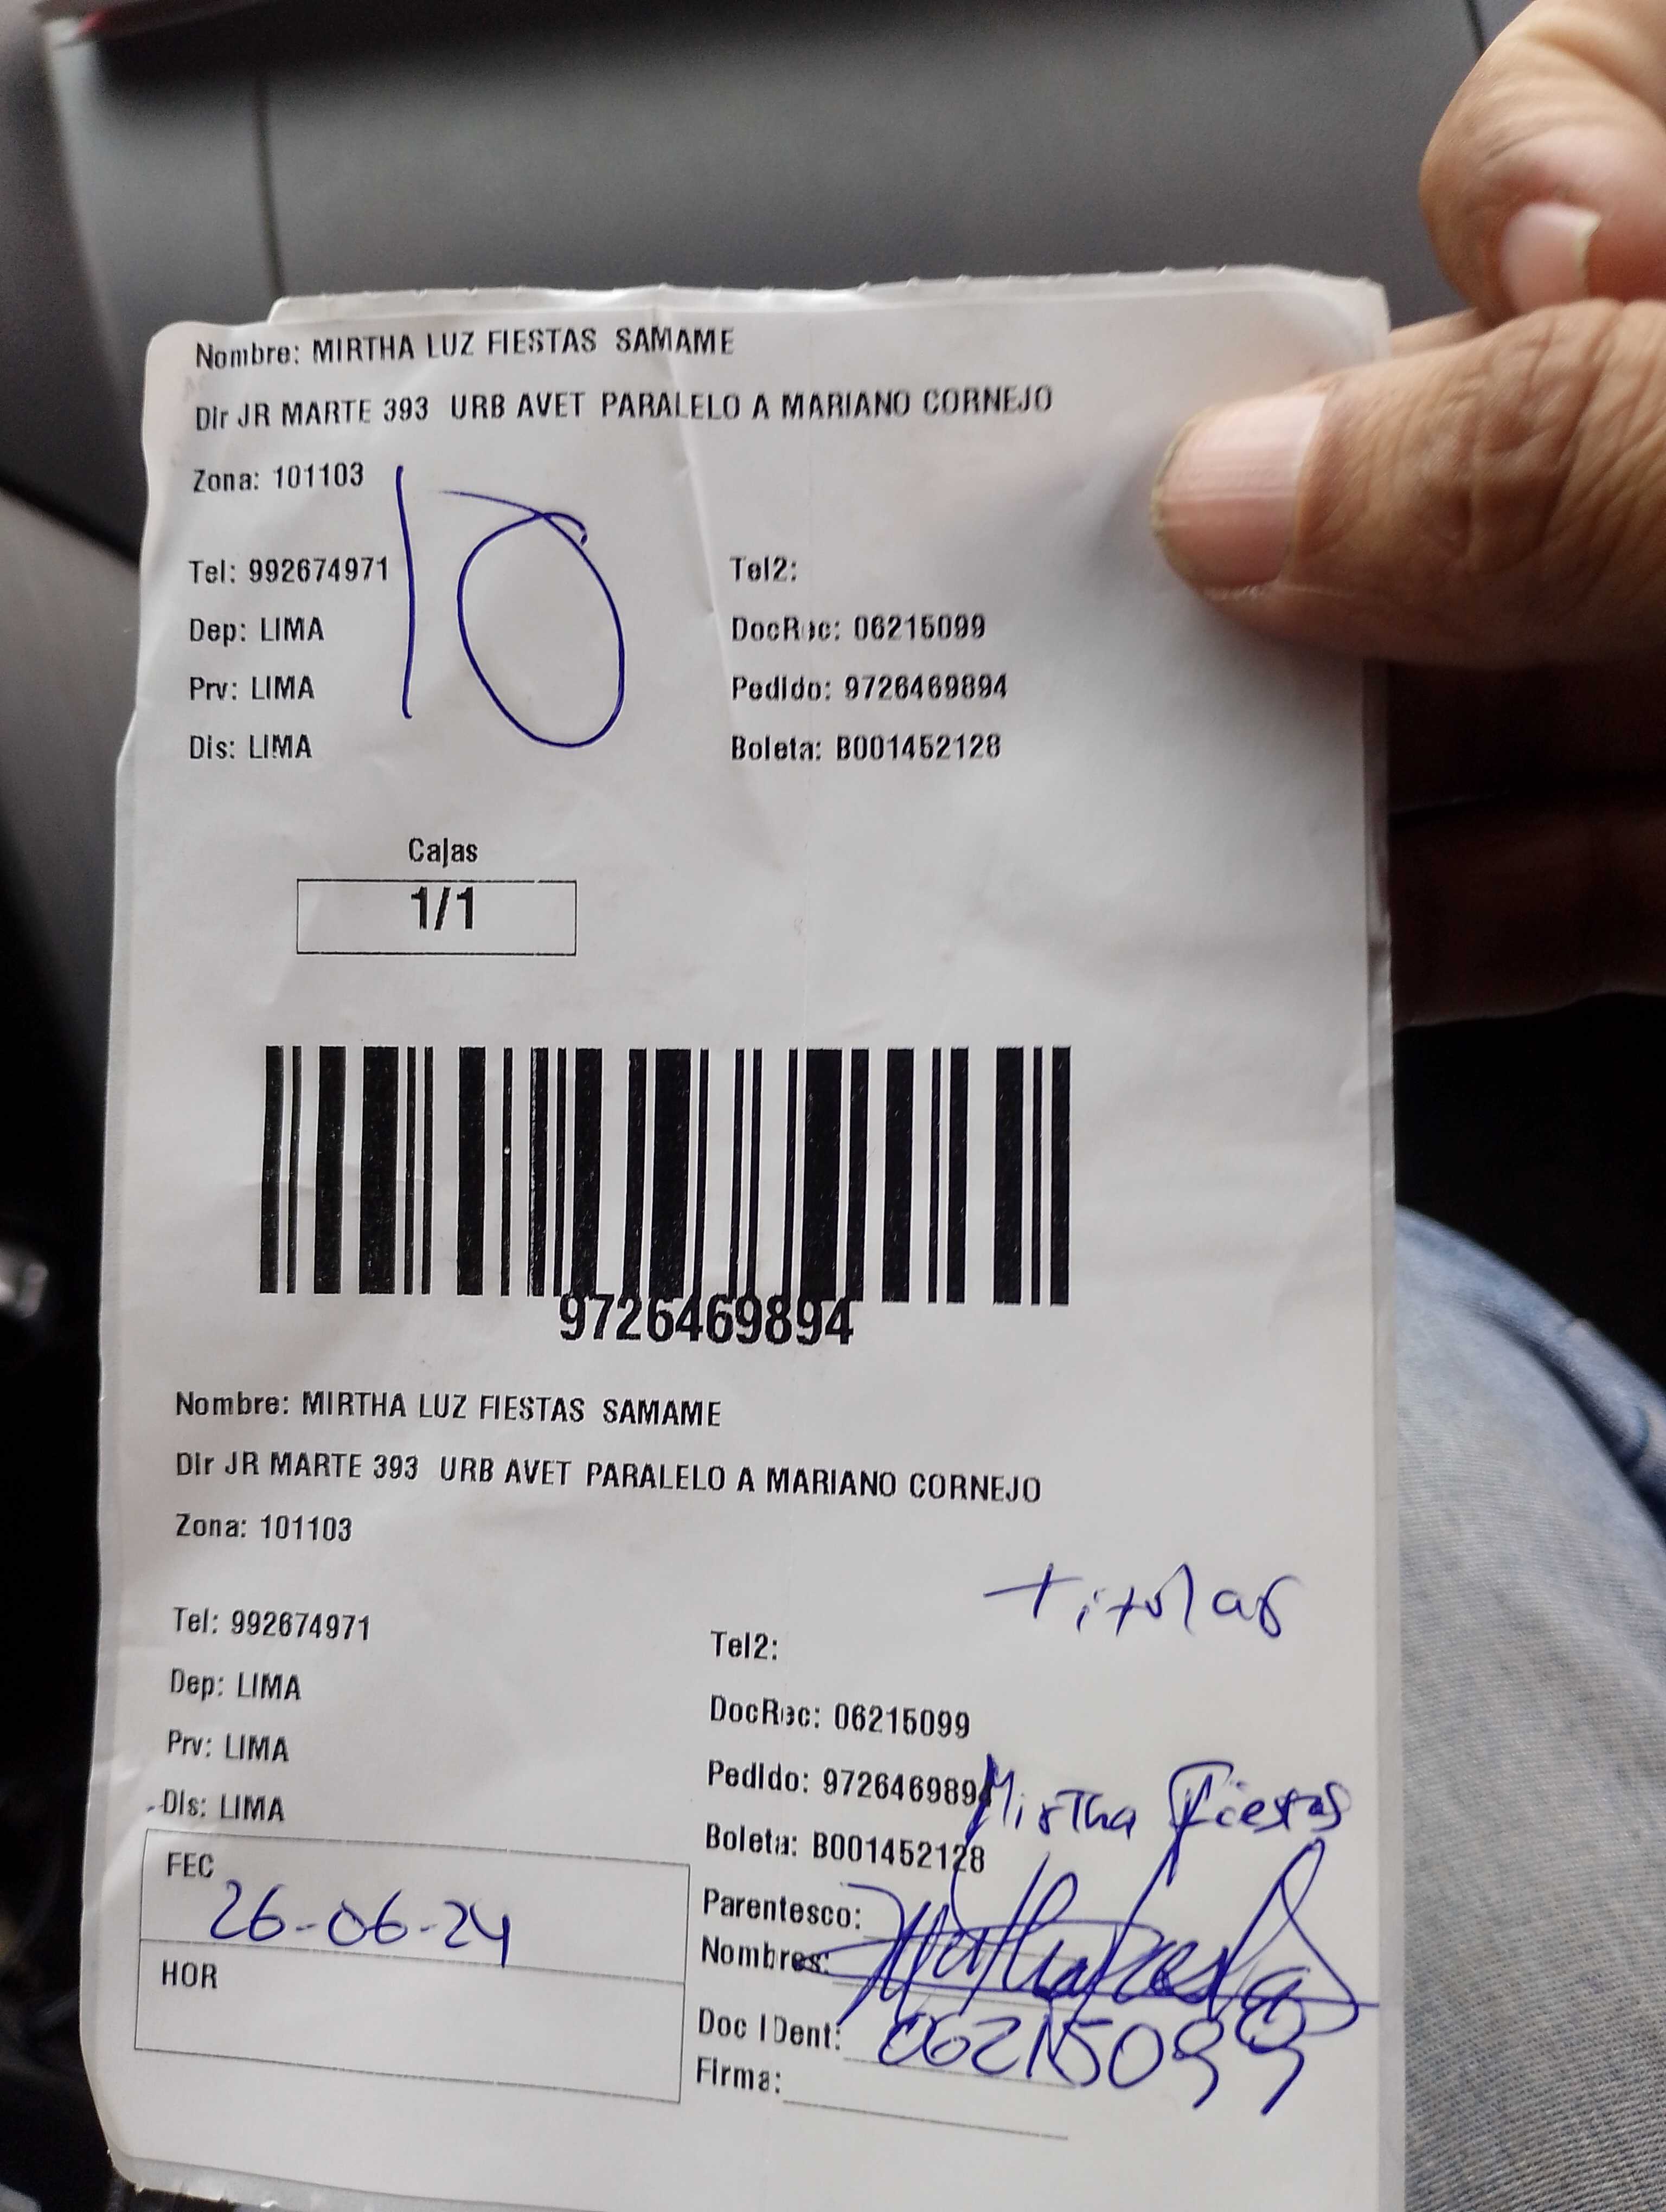 Nombre: MIRTHA LUZ FIESTAS SAMAME
Dir JR MARTE 393 URB AVET PARALELO A MARIANO CORNEJO
Zona: 101103
10
Tel: 992674971 Tel2:
Dep: LIMA DocRec: 06215099
Prv: LIMA Pedido: 9726469894
Dis: LIMA Boleta: B001452128
Cajas
1/1
9726469894
Nombre: MIRTHA LUZ FIESTAS SAMAME
Dir JR MARTE 393 URB AVET PARALELO A MARIANO CORNEJO
Zona: 101103
titolar
Tel: 992674971 Tel2:
Dep: LIMA DocRec: 06215099
Prv: LIMA Pedido: 9726469894
Mirtha Fiestas
Dis: LIMA Boleta: B001452128
FEC 26-06-24
HOR
Parentesco:
Nombres:
Doc IDent: 06215099
Firma: